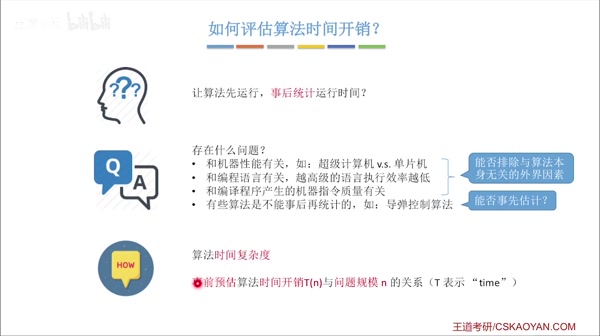 bilibili
如何评估算法时间开销？
让算法先运行，事后统计运行时间？
存在什么问题？
• 和机器性能有关，如：超级计算机 v.s. 单片机
• 和编程语言有关，越高级的语言执行效率越低
• 和编译程序产生的机器指令质量有关
• 有些算法是不能事后再统计的，如：导弹控制算法
能否排除与算法本
身无关的外界因素
能否事先估计？
Q
A
HOW
算法时间复杂度
前预估算法时间开销T(n)与问题规模 n 的关系（T 表示 “time”）
王道考研/CSKAOYAN.COM